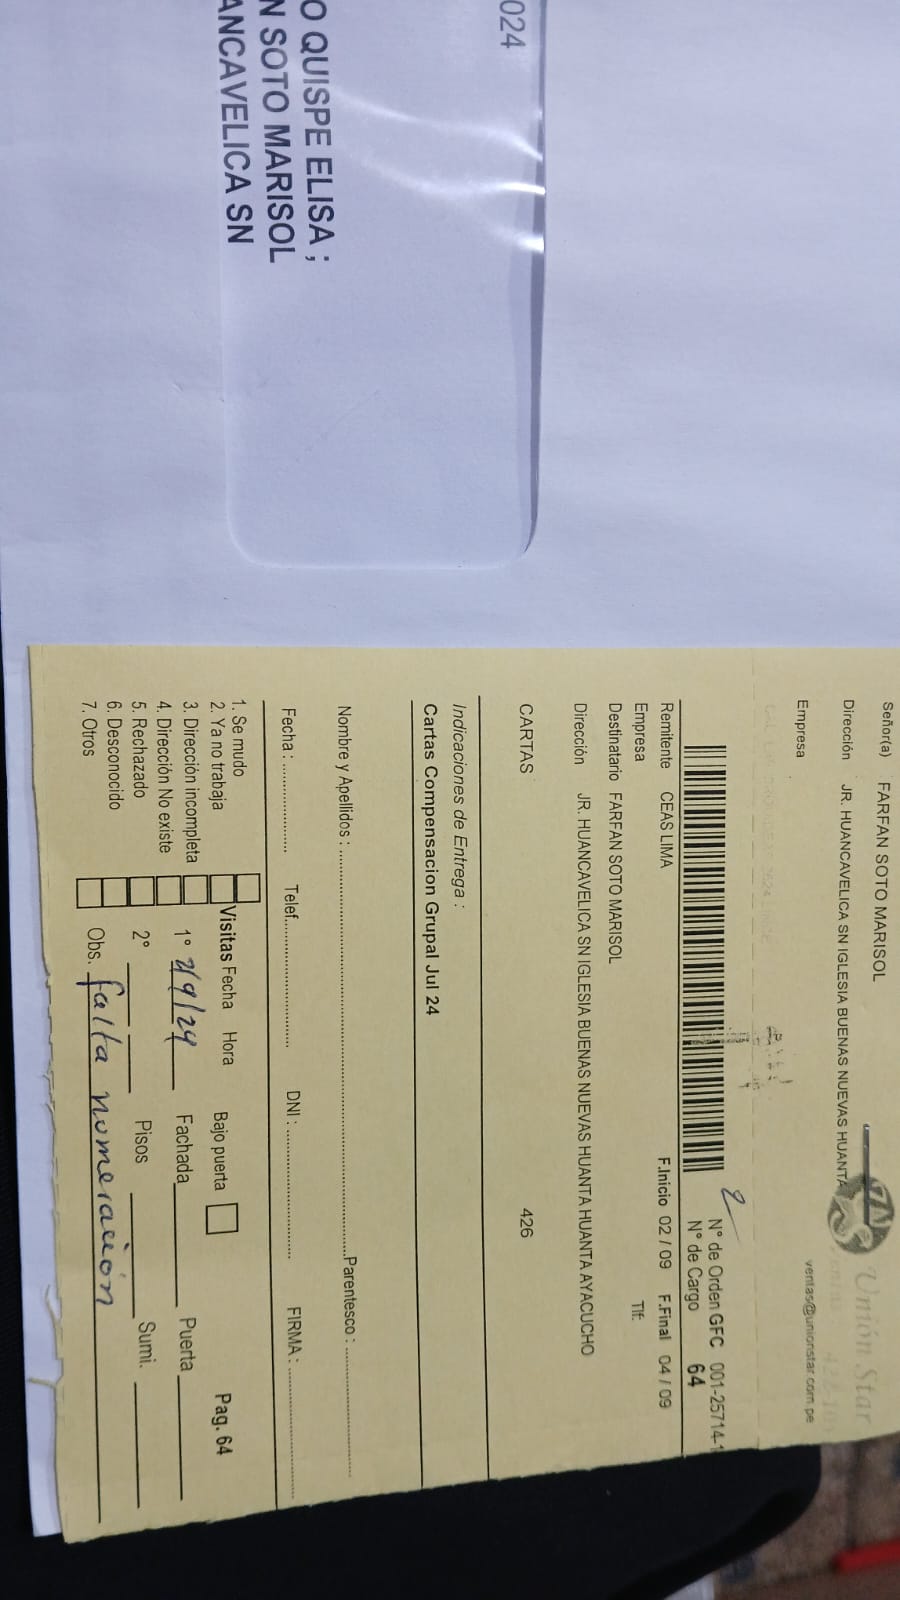 024
O QUISPE ELISA ;
N SOTO MARISOL
ANCAVELICA SN
Señor(a) FARFAN SOTO MARISOL
Dirección JR. HUANCAVELICA SN IGLESIA BUENAS NUEVAS HUANTA
Empresa
Unión Star
ventas@unionstar.com.pe
2
N° de Orden GFC 001-25714-1
N° de Cargo 64
Remitente CEAS LIMA F.Inicio 02 / 09 F.Final 04 / 09
Empresa Tlf:
Destinatario FARFAN SOTO MARISOL
Dirección JR. HUANCAVELICA SN IGLESIA BUENAS NUEVAS HUANTA HUANTA AYACUCHO
CARTAS 426
Indicaciones de Entrega :
Cartas Compensacion Grupal Jul 24
Nombre y Apellidos : Parentesco :
Fecha : Telef. DNI : FIRMA :
1. Se mudo
2. Ya no trabaja
3. Dirección incompleta
4. Dirección No existe
5. Rechazado
6. Desconocido
7. Otros
Visitas Fecha Hora Bajo puerta Pag. 64
1° 2/9/24 Fachada Puerta
2° Pisos Sumi.
Obs. falta numeración